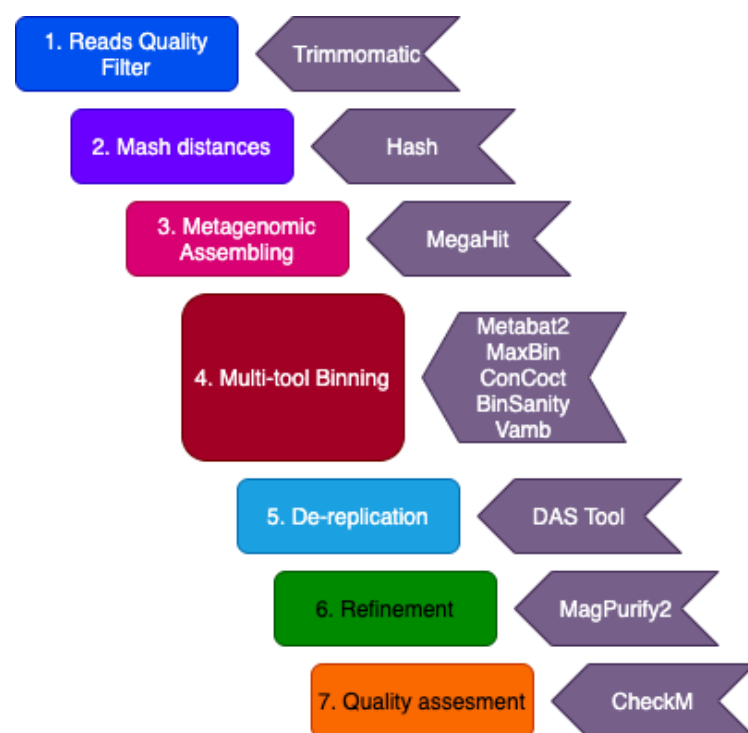 1. Reads Quality
Filter
Trimmomatic
2. Mash distances
Hash
3. Metagenomic
Assembling
MegaHit
4. Multi-tool Binning
Metabat2
MaxBin
ConCoct
BinSanity
Vamb
5. De-replication
DAS Tool
6. Refinement
MagPurify2
7. Quality assesment
CheckM